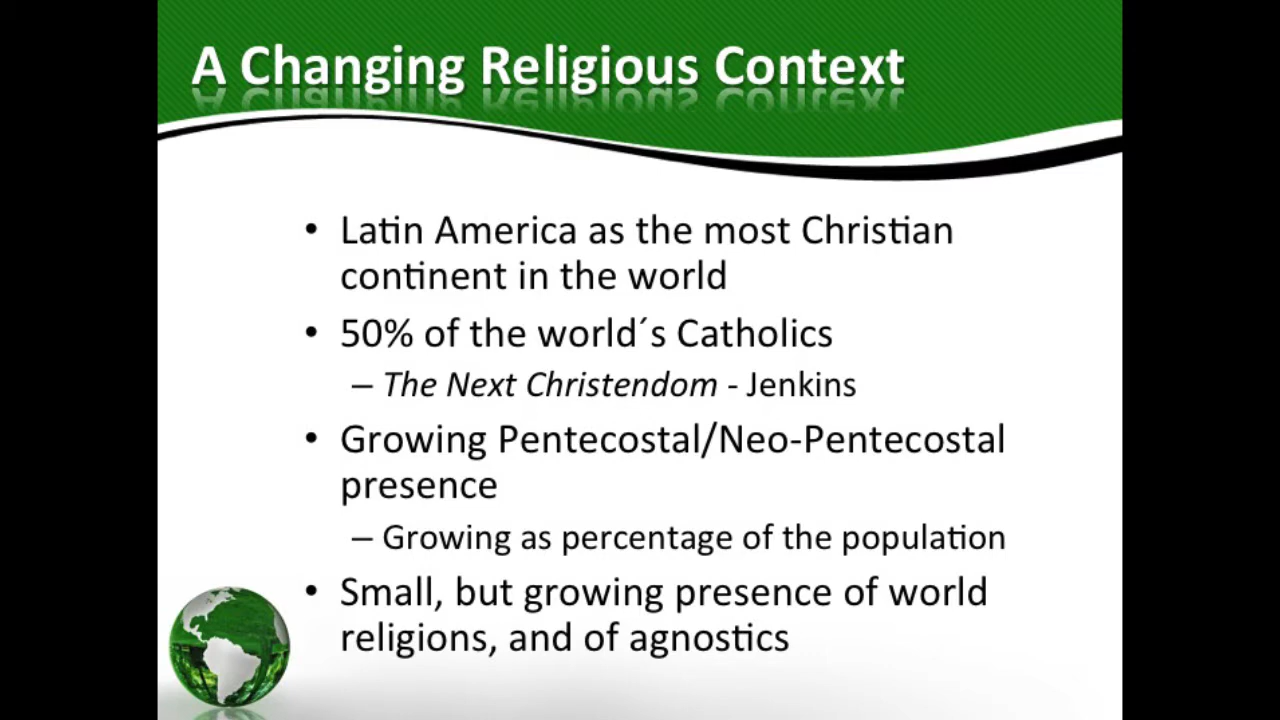 A Changing Religious Context
• Latin America as the most Christian
continent in the world
• 50% of the world´s Catholics
– The Next Christendom - Jenkins
• Growing Pentecostal/Neo-Pentecostal
presence
– Growing as percentage of the population
• Small, but growing presence of world
religions, and of agnostics